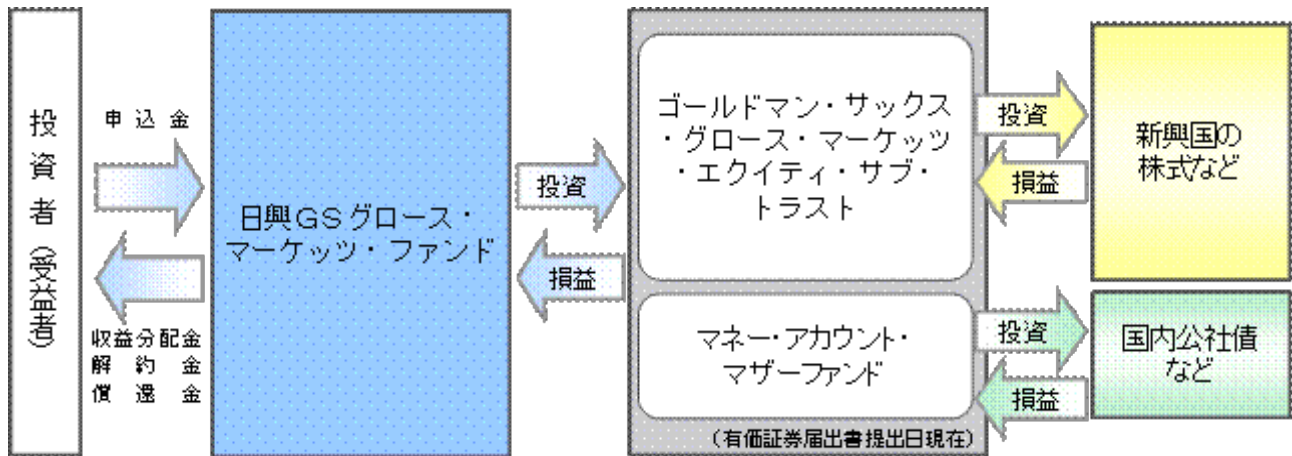 投資者（受益者）
申込金
収益分配金
解約金
償還金
日興GSグロース・
マーケッツ・ファンド
投資
損益
ゴールドマン・サックス
・グロース・マーケッツ
・エクイティ・サブ・
トラスト
マネー・アカウント・
マザーファンド
（有価証券届出書提出日現在）
投資
損益
投資
損益
新興国の
株式など
国内公社債
など